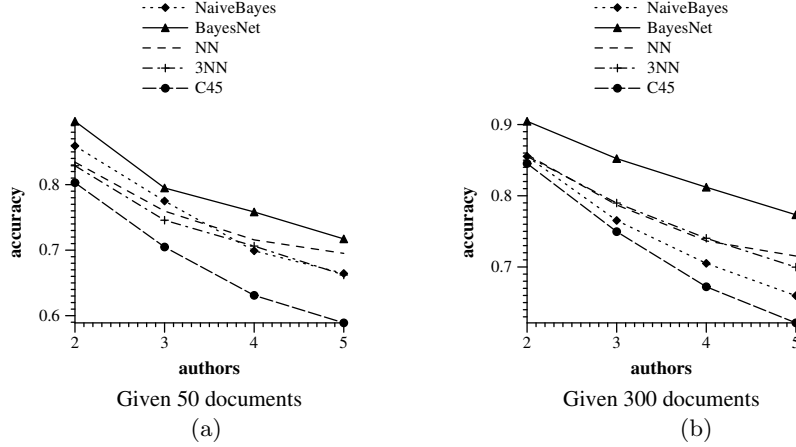 NaiveBayes
BayesNet
NN
3NN
C45
0.8
0.7
0.6
accuracy
2 3 4 5
authors
Given 50 documents
(a)
NaiveBayes
BayesNet
NN
3NN
C45
0.9
0.8
0.7
accuracy
2 3 4 5
authors
Given 300 documents
(b)